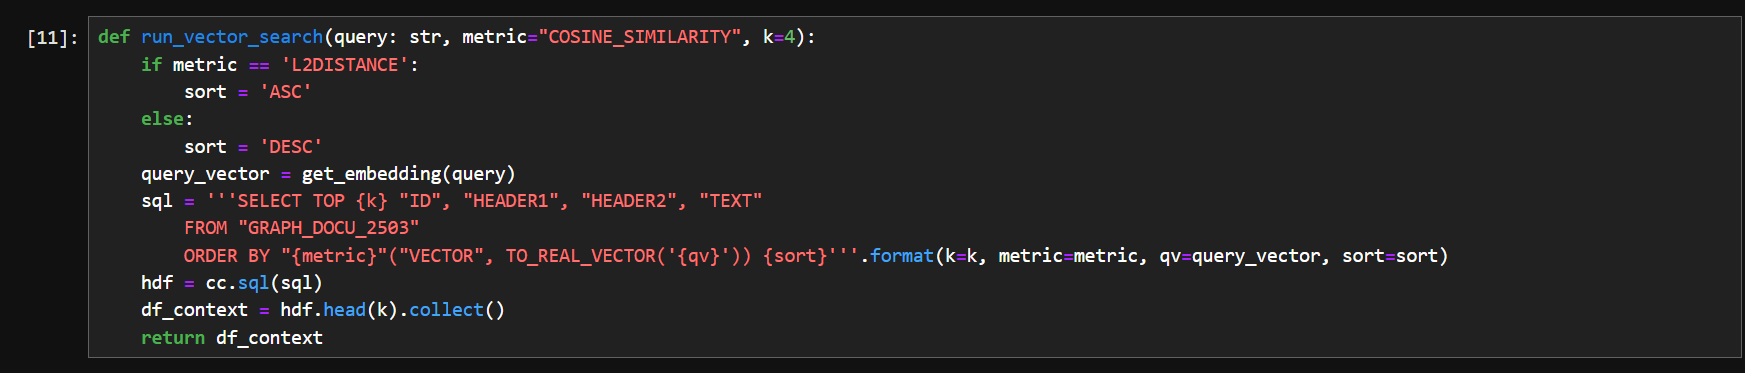 [11]: def run_vector_search(query: str, metric="COSINE_SIMILARITY", k=4):
    if metric == 'L2DISTANCE':
        sort = 'ASC'
    else:
        sort = 'DESC'
    query_vector = get_embedding(query)
    sql = '''SELECT TOP {k} "ID", "HEADER1", "HEADER2", "TEXT"
        FROM "GRAPH_DOCU_2503"
        ORDER BY "{metric}"("VECTOR", TO_REAL_VECTOR('{qv}')) {sort}'''.format(k=k, metric=metric, qv=query_vector, sort=sort)
    hdf = cc.sql(sql)
    df_context = hdf.head(k).collect()
    return df_context